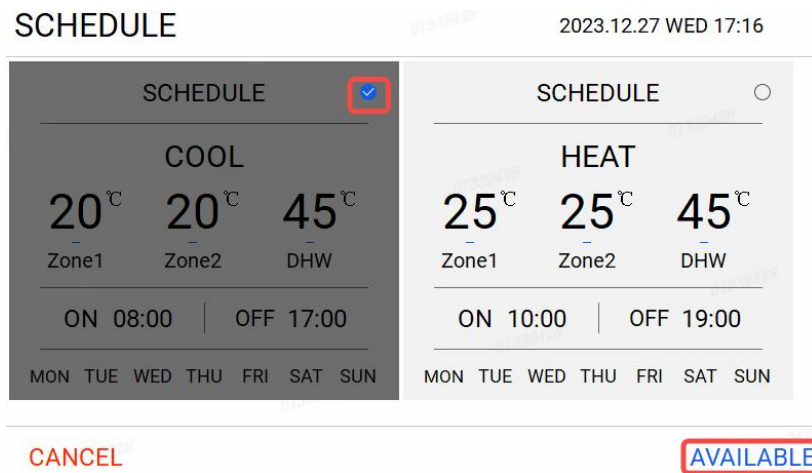 SCHEDULE 2023.12.27 WED 17:16
SCHEDULE
COOL
20℃ 20℃ 45℃
Zone1 Zone2 DHW
ON 08:00 OFF 17:00
MON TUE WED THU FRI SAT SUN
SCHEDULE
HEAT
25℃ 25℃ 45℃
Zone1 Zone2 DHW
ON 10:00 OFF 19:00
MON TUE WED THU FRI SAT SUN
CANCEL AVAILABLE